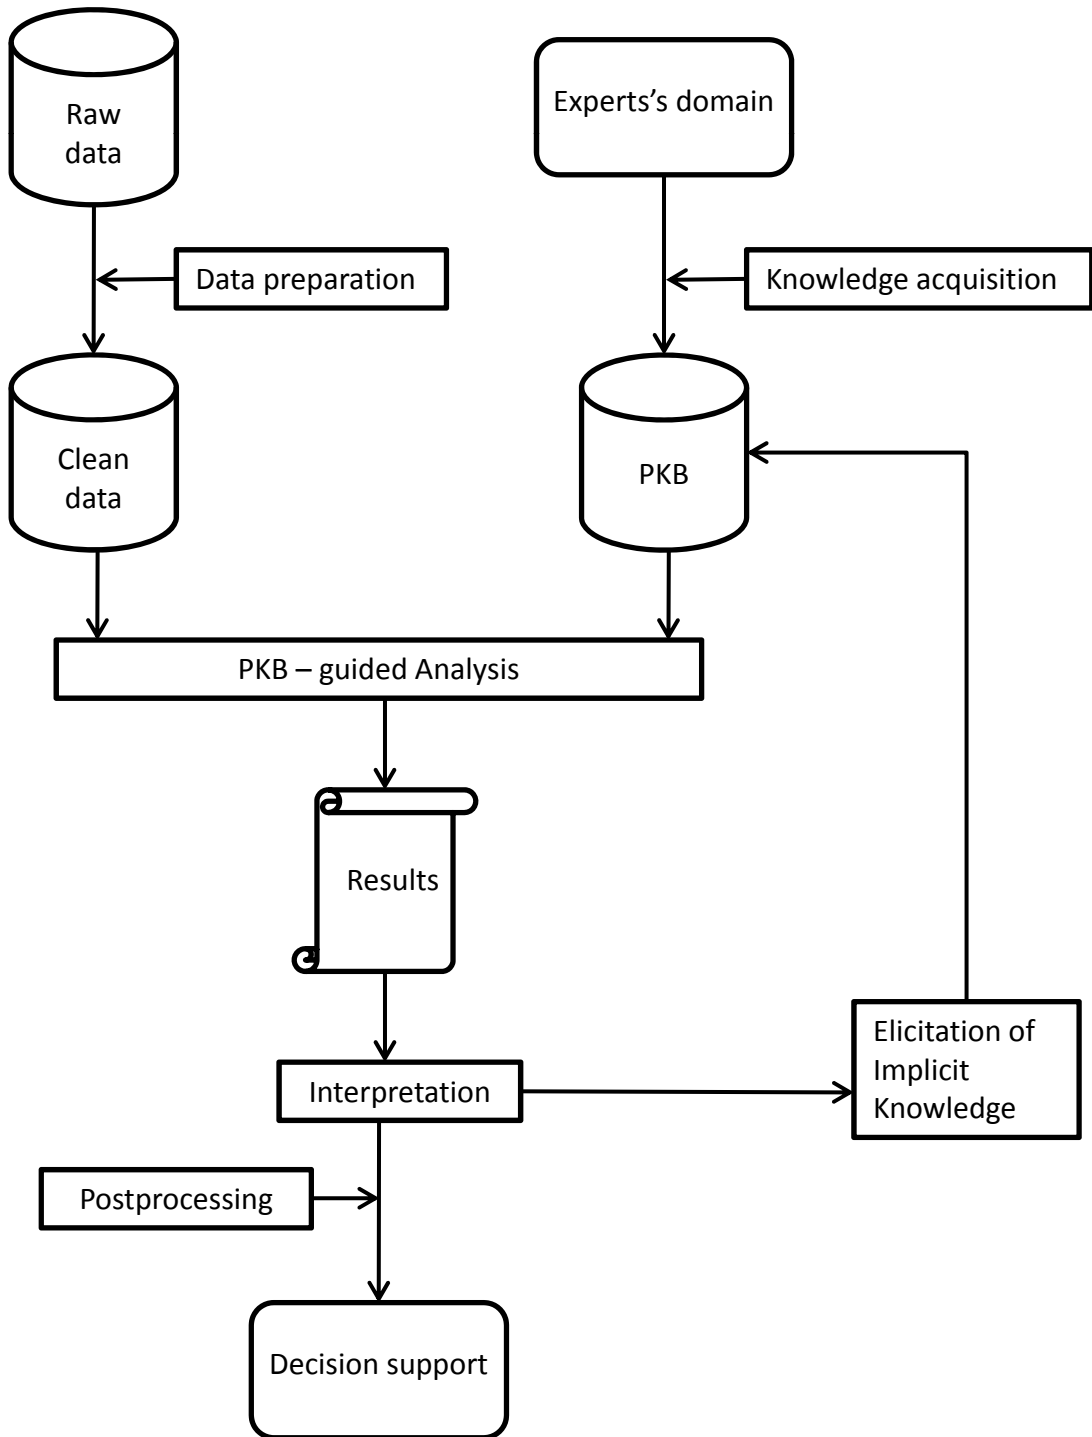 Raw
data
Experts's domain
Data preparation
Knowledge acquisition
Clean
data
PKB
PKB – guided Analysis
Results
Interpretation
Elicitation of
Implicit
Knowledge
Postprocessing
Decision support